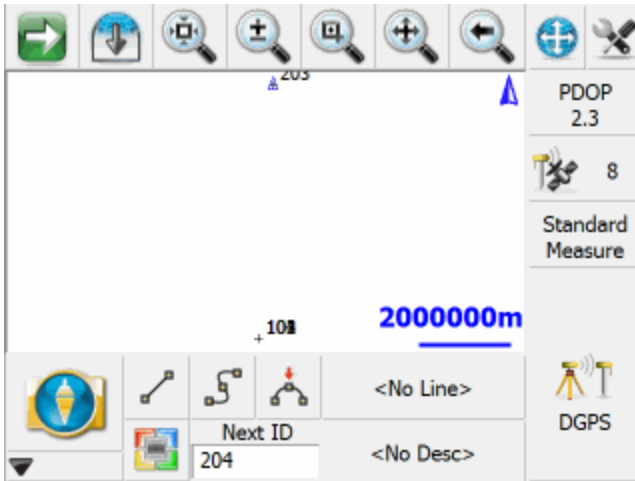 203
PDOP
2.3
8
Standard
Measure
2000000m
<No Line>
DGPS
Next ID
204
<No Desc>